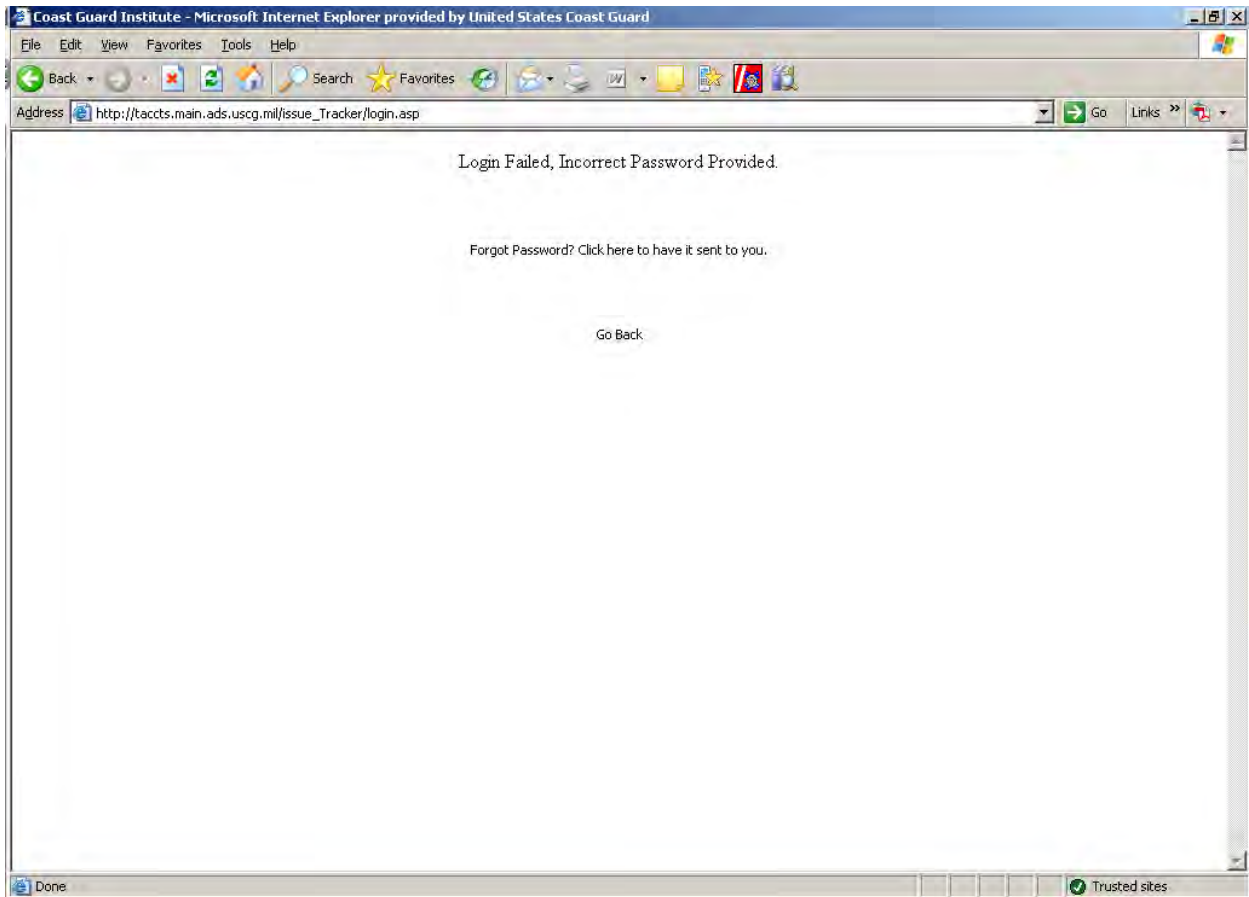 Coast Guard Institute - Microsoft Internet Explorer provided by United States Coast Guard
File Edit View Favorites Tools Help
Back Search Favorites
Address http://taccts.main.ads.uscg.mil/issue_Tracker/login.asp Go Links »
Login Failed, Incorrect Password Provided.
Forgot Password? Click here to have it sent to you.
Go Back
Done Trusted sites